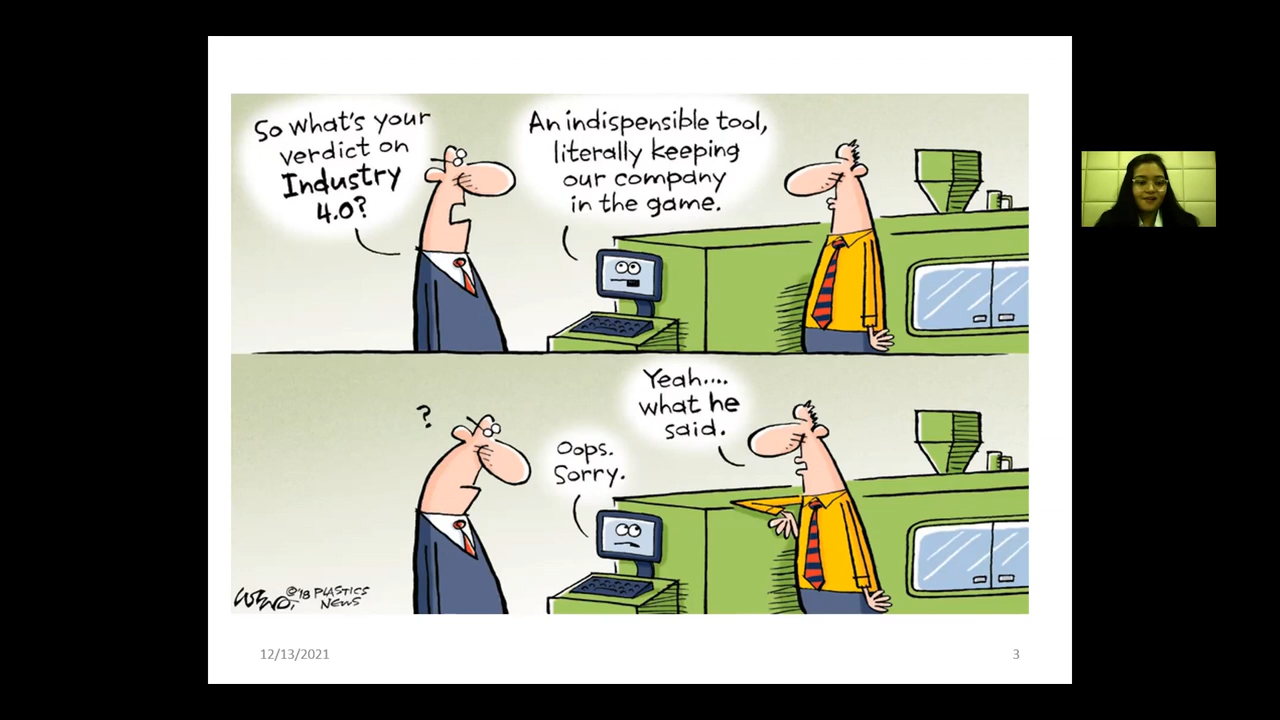 So what's your
verdict on
Industry
4.0?
An indispensible tool,
literally keeping
our company
in the game.
?
Oops.
Sorry.
Yeah....
what he
said.
©'18 PLASTICS
NEWS
12/13/2021
3